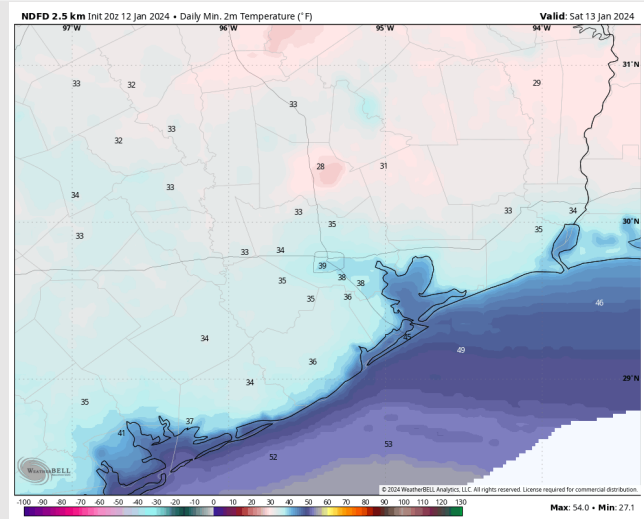 NDFD 2.5 km Init 20z 12 Jan 2024 • Daily Min. 2m Temperature (°F)
Valid: Sat 13 Jan 2024
97°W 96°W 95°W 94°W
31°N
33 32 29
33
33
32
28 31
33
34
33 33 34
30°N
35
33 35
33 34
39
38 38
35
35 36
46
34 45
49
36 29°N
34
35
37
41
53
52
WeatherBELL
© 2024 WeatherBELL Analytics, LLC. All rights reserved. License required for commercial distribution.
-100 -90 -80 -70 -60 -50 -40 -30 -20 -10 0 10 20 30 40 50 60 70 80 90 100 110 120 130
Max: 54.0 • Min: 27.1